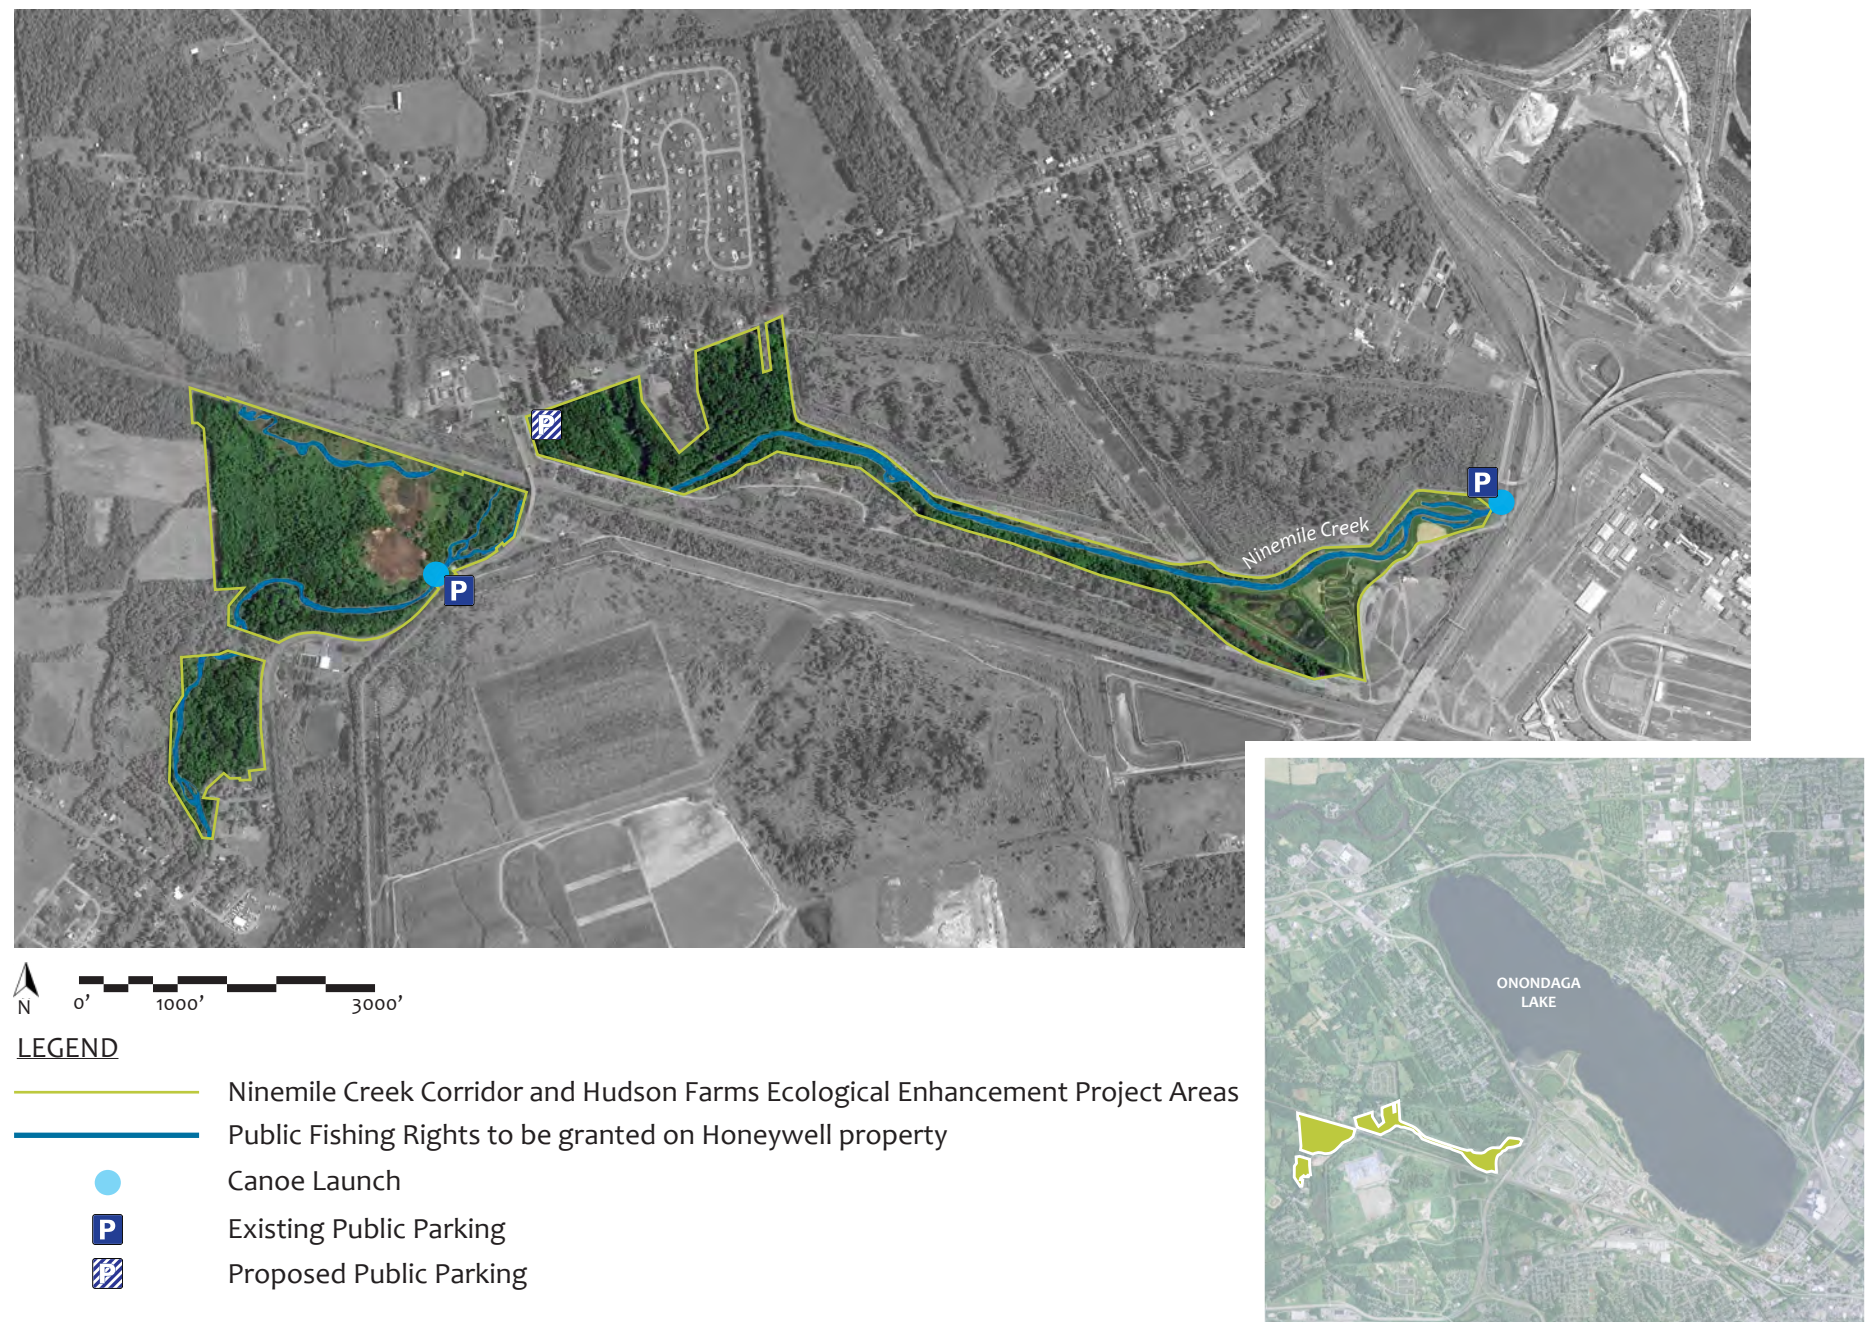 P
P
Ninemile Creek
P
N
0’ 1000’ 3000’
LEGEND
Ninemile Creek Corridor and Hudson Farms Ecological Enhancement Project Areas
Public Fishing Rights to be granted on Honeywell property
Canoe Launch
P Existing Public Parking
P Proposed Public Parking
ONONDAGA
LAKE